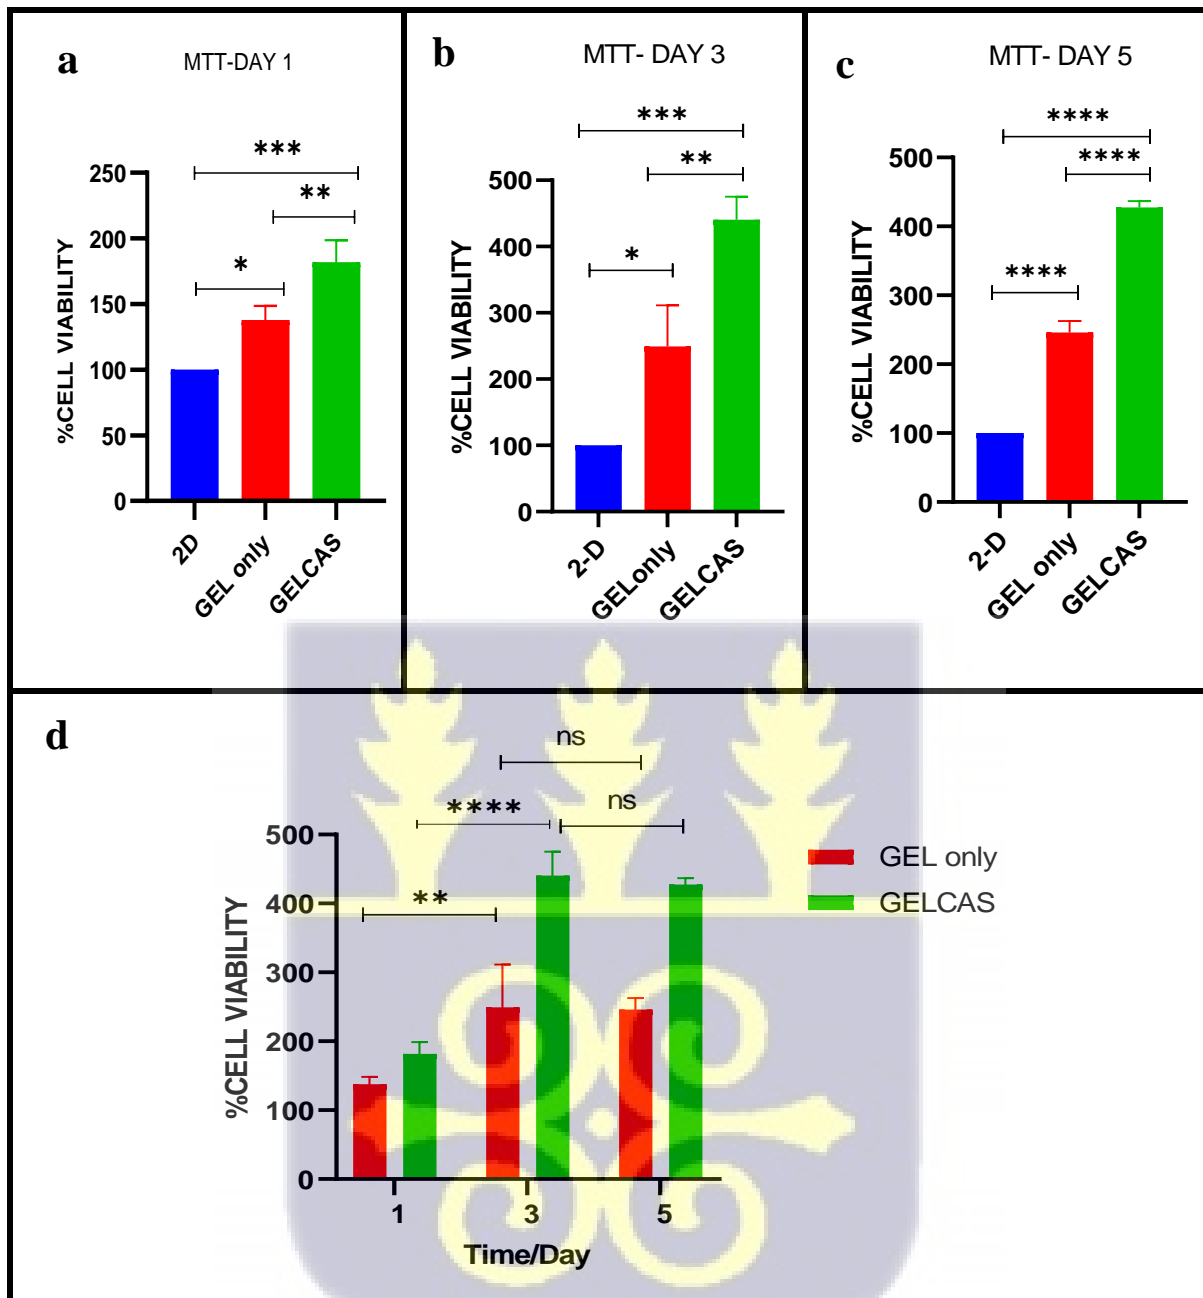 a
MTT-DAY 1
***
**
*
250
200
150
100
50
0
%CELL VIABILITY
2D
GEL only
GELCAS
b
MTT- DAY 3
***
**
*
500
400
300
200
100
0
%CELL VIABILITY
2-D
GELonly
GELCAS
c
MTT- DAY 5
****
****
****
500
400
300
200
100
0
%CELL VIABILITY
2-D
GEL only
GELCAS
d
ns
ns
****
**
500
400
300
200
100
0
%CELL VIABILITY
1 3 5
Time/Day
GEL only
GELCAS